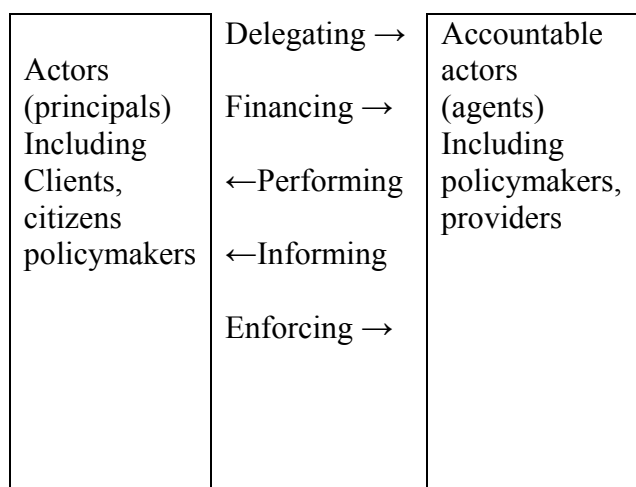 Actors
(principals)
Including
Clients,
citizens
policymakers
Delegating →
Financing →
←Performing
←Informing
Enforcing →
Accountable
actors
(agents)
Including
policymakers,
providers